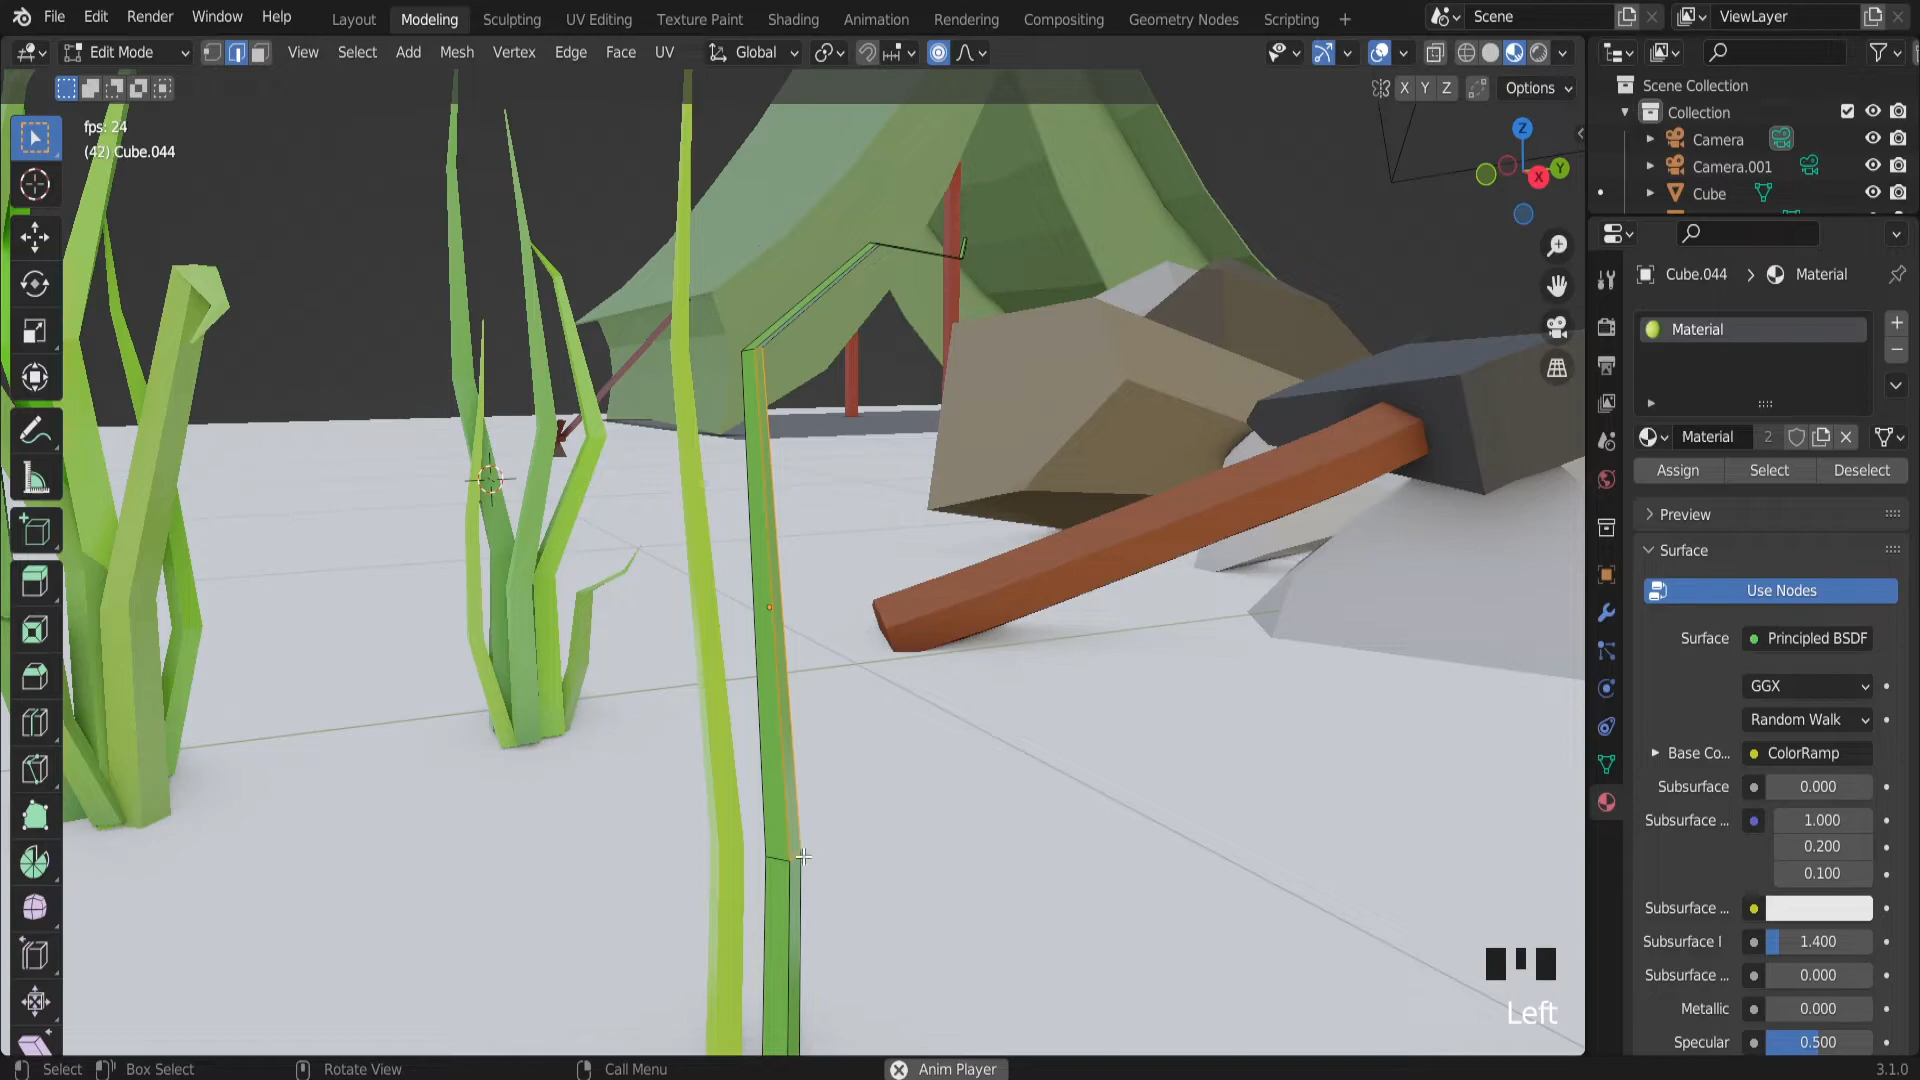 File Edit Render Window Help Layout Modeling Sculpting UV Editing Texture Paint Shading Animation Rendering Compositing Geometry Nodes Scripting + Scene ViewLayer
Edit Mode View Select Add Mesh Vertex Edge Face UV Global
X Y Z Options
fps: 24
(42) Cube.044
Z
Y
X
Scene Collection
Collection
Camera
Camera.001
Cube
Cube.044 > Material
Material
Material 2
Assign Select Deselect
Preview
Surface
Use Nodes
Surface Principled BSDF
GGX
Random Walk
Base Co... ColorRamp
Subsurface 0.000
Subsurface ... 1.000
0.200
0.100
Subsurface ...
Subsurface I 1.400
Subsurface ... 0.000
Metallic 0.000
Specular 0.500
Left
Select Box Select Rotate View Call Menu Anim Player 3.1.0